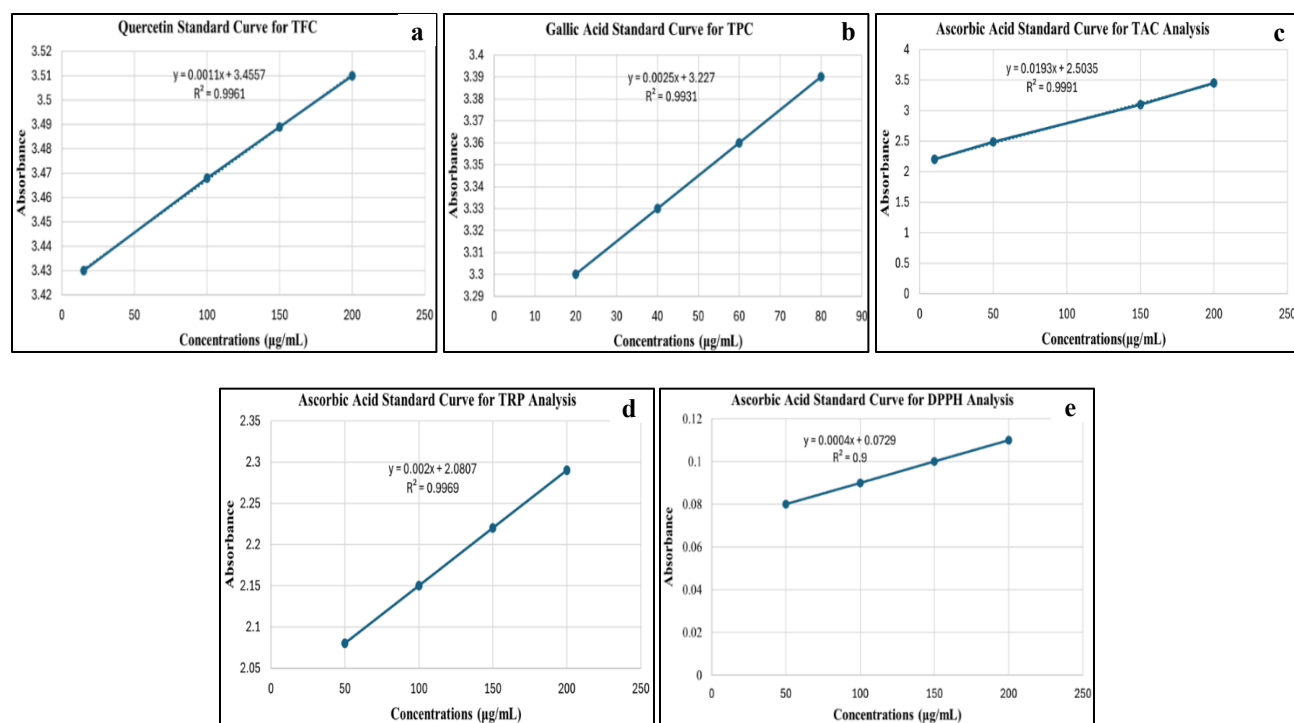 Quercetin Standard Curve for TFC
a
y = 0.0011x + 3.4557
R² = 0.9961
3.52
3.51
3.5
3.49
3.48
3.47
3.46
3.45
3.44
3.43
3.42
Absorbance
0 50 100 150 200 250
Concentrations (µg/mL)
Gallic Acid Standard Curve for TPC
b
y = 0.0025x + 3.227
R² = 0.9931
3.4
3.39
3.38
3.37
3.36
3.35
3.34
3.33
3.32
3.31
3.3
3.29
Absorbance
0 10 20 30 40 50 60 70 80 90
Concentrations (µg/mL)
Ascorbic Acid Standard Curve for TAC Analysis
c
y = 0.0193x + 2.5035
R² = 0.9991
4
3.5
3
2.5
2
1.5
1
0.5
0
Absorbance
0 50 100 150 200 250
Concentrations(µg/mL)
Ascorbic Acid Standard Curve for TRP Analysis
d
y = 0.002x + 2.0807
R² = 0.9969
2.35
2.3
2.25
2.2
2.15
2.1
2.05
Absorbance
0 50 100 150 200 250
Concentrations (µg/mL)
Ascorbic Acid Standard Curve for DPPH Analysis
e
y = 0.0004x + 0.0729
R² = 0.9
0.12
0.1
0.08
0.06
0.04
0.02
0
Absorbance
0 50 100 150 200 250
Concentrations (µg/mL)